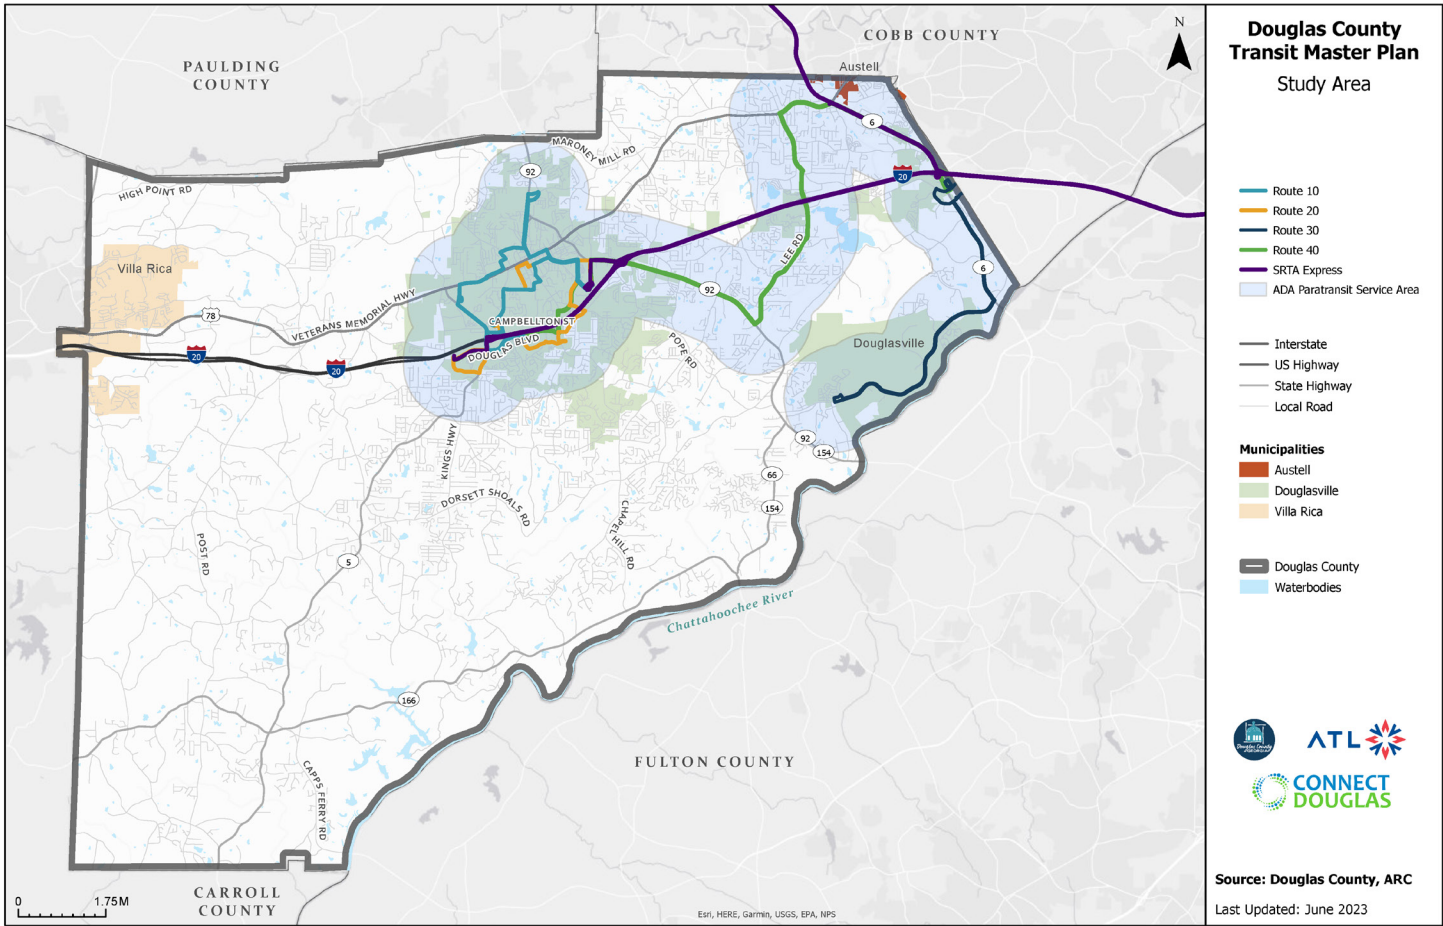 COBB COUNTY
PAULDING
COUNTY
Austell
N
6
MARONEY MILL RD
92
HIGH POINT RD
20
Villa Rica
LEE RD
6
92
78
VETERANS MEMORIAL HWY
CAMPBELLTON ST
DOUGLAS BLVD
POPE RD
Douglasville
20
20
KINGS HWY
92
154
66
154
DORSETT SHOALS RD
CHAPEL HILL RD
POST RD
5
Chattahoochee River
166
FULTON COUNTY
CAPPS FERRY RD
CARROLL
COUNTY
0 1.75M
Esri, HERE, Garmin, USGS, EPA, NPS
Douglas County
Transit Master Plan
Study Area
Route 10
Route 20
Route 30
Route 40
SRTA Express
ADA Paratransit Service Area
Interstate
US Highway
State Highway
Local Road
Municipalities
Austell
Douglasville
Villa Rica
Douglas County
Waterbodies
Douglas County
ATL
CONNECT
DOUGLAS
Source: Douglas County, ARC
Last Updated: June 2023